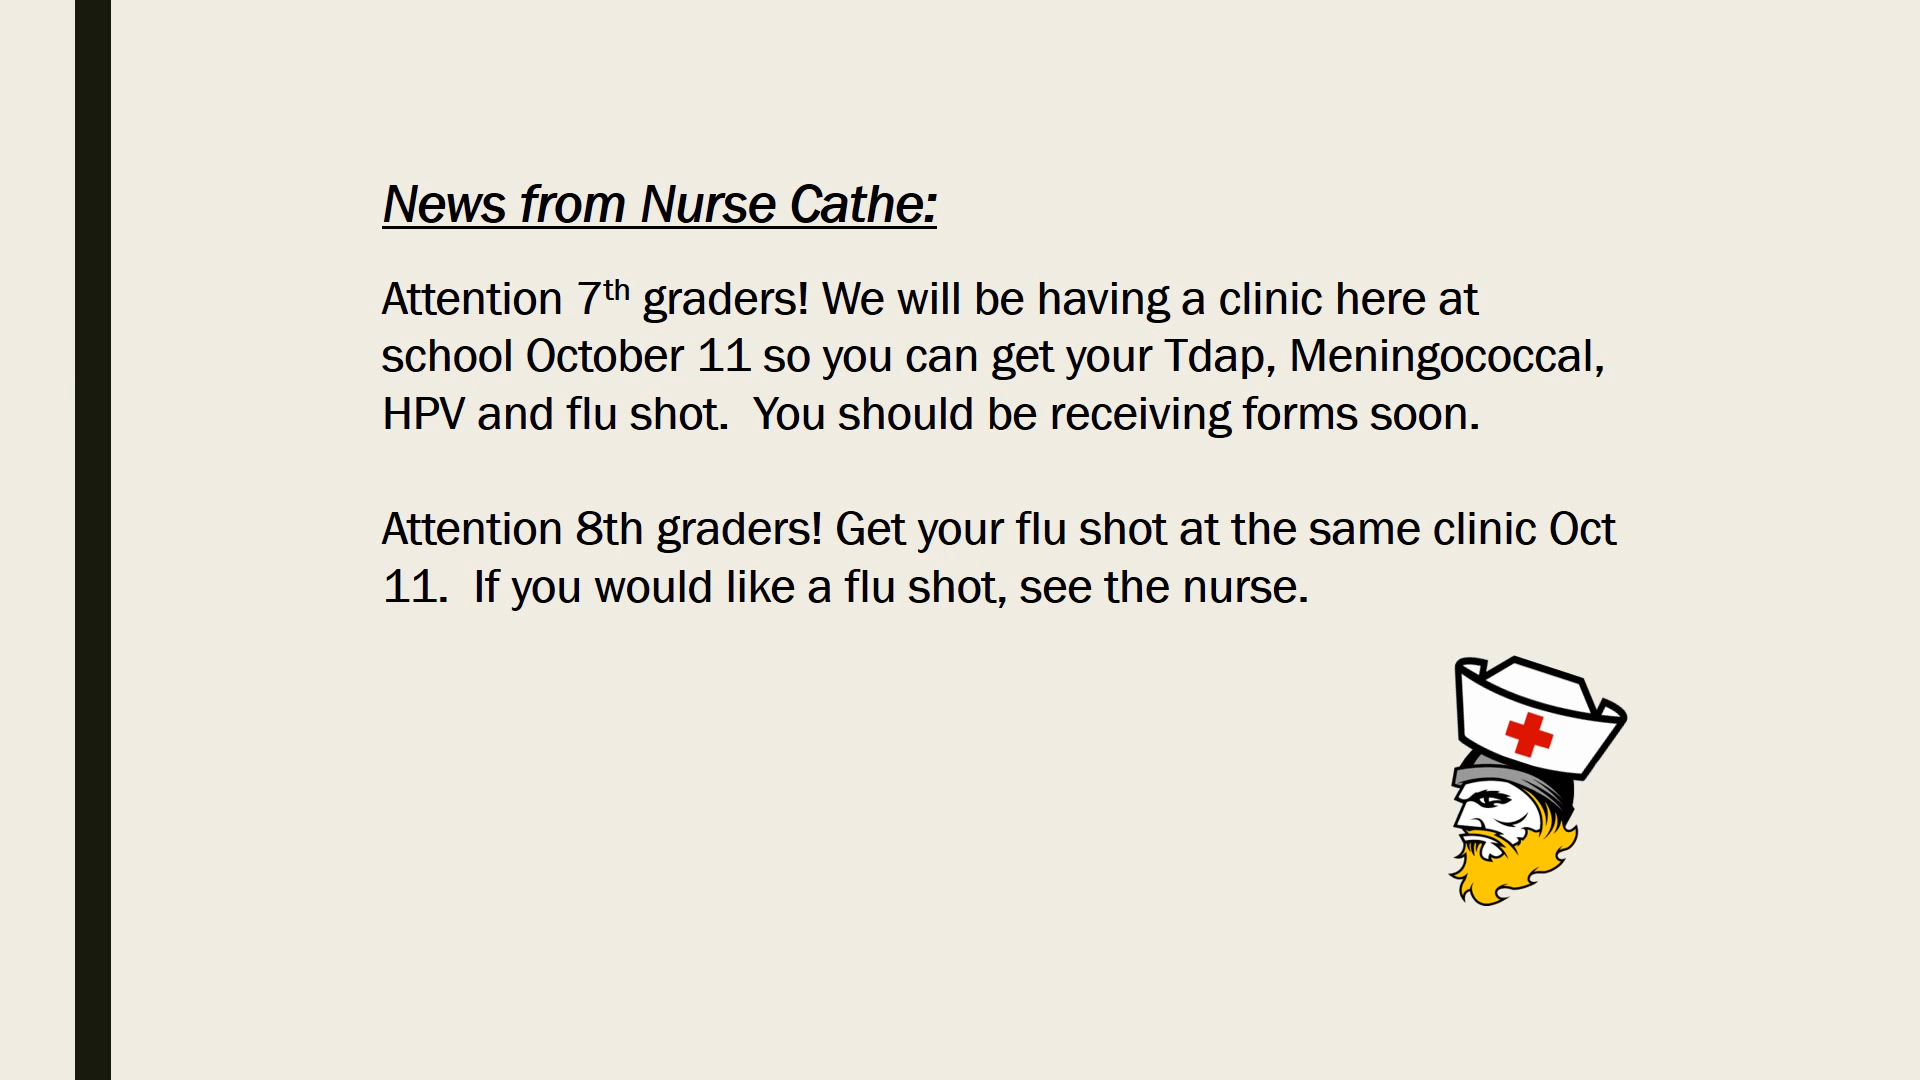 News from Nurse Cathe:
Attention 7th graders! We will be having a clinic here at
school October 11 so you can get your Tdap, Meningococcal,
HPV and flu shot.  You should be receiving forms soon.
Attention 8th graders! Get your flu shot at the same clinic Oct
11.  If you would like a flu shot, see the nurse.